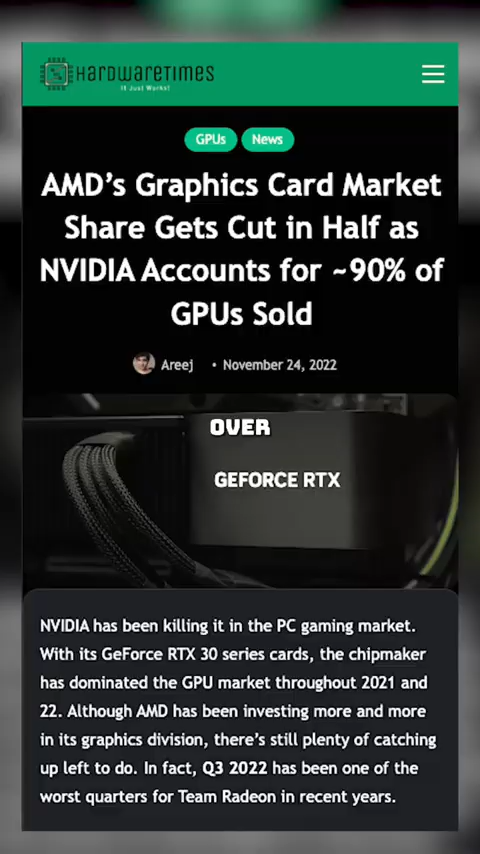 HARDWARETIMES
It Just Works!
GPUs
News
AMD's Graphics Card Market
Share Gets Cut in Half as
NVIDIA Accounts for ~90% of
GPUs Sold
Areej • November 24, 2022
OVER
GEFORCE RTX
NVIDIA has been killing it in the PC gaming market.
With its GeForce RTX 30 series cards, the chipmaker
has dominated the GPU market throughout 2021 and
22. Although AMD has been investing more and more
in its graphics division, there's still plenty of catching
up left to do. In fact, Q3 2022 has been one of the
worst quarters for Team Radeon in recent years.